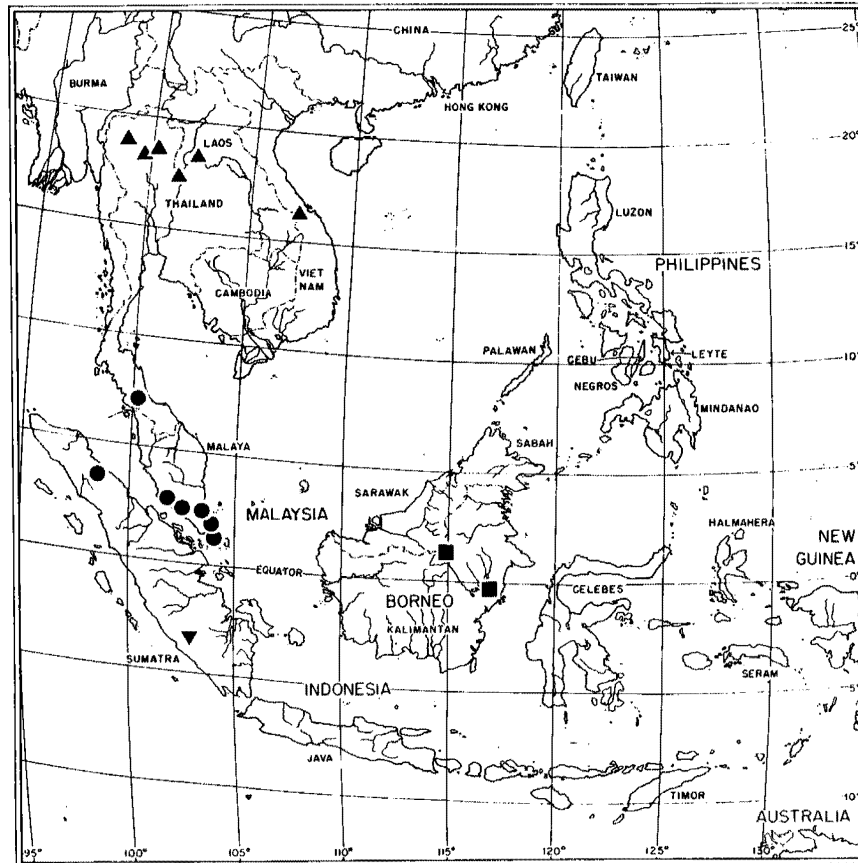 CHINA
25°
BURMA
TAIWAN
HONG KONG
20°
LAOS
THAILAND
LUZON
15°
VIET
NAM
PHILIPPINES
CAMBODIA
PALAWAN
CEBU
LEYTE
10°
NEGROS
MINDANAO
MALAYA
SABAH
5°
SARAWAK
MALAYSIA
HALMAHERA
NEW
GUINEA
EQUATOR
0°
BORNEO
CELEBES
KALIMANTAN
SUMATRA
SERAM
INDONESIA
5°
JAVA
TIMOR
10°
AUSTRALIA
95° 100° 105° 110° 115° 120° 125° 130°